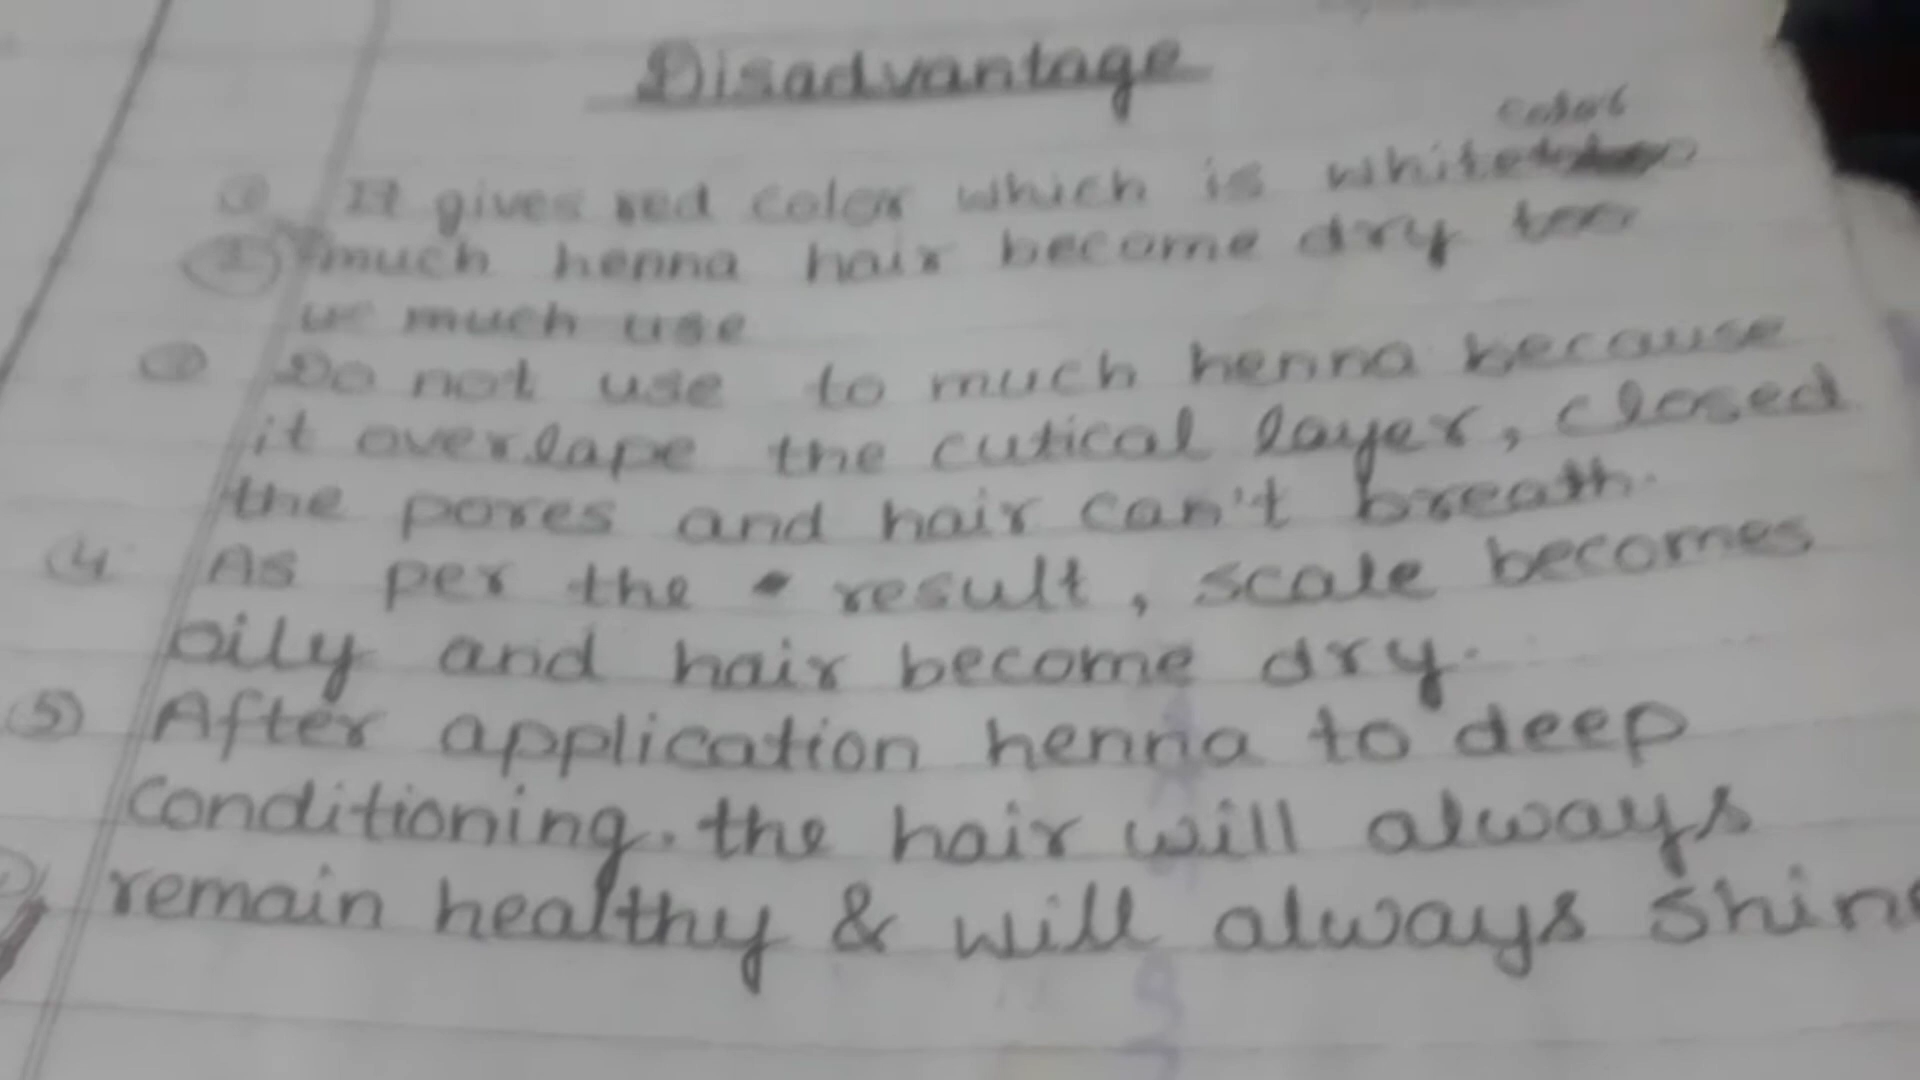 Disadvantage
color
① It gives red color which is white
② much henna hair become dry too
much use
③ Do not use to much henna because
it overlape the cutical layer, closed
the pores and hair can't breath.
④ As per the result, scale becomes
oily and hair become dry.
⑤ After application henna to deep
conditioning. the hair will always
remain healthy & will always shine